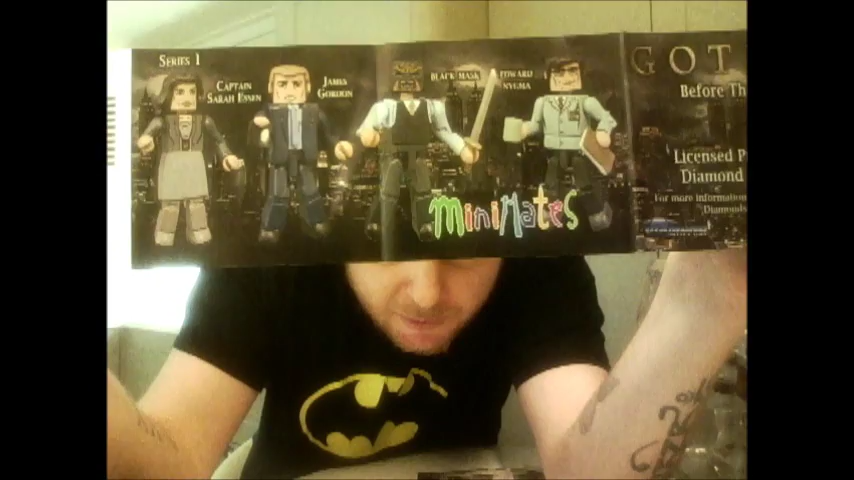 SERIES 1
CAPTAIN
SARAH ESSEN
JAMES
GORDON
BLACK MASK
EDWARD
NYGMA
MiniMates
GOT
Before Th
Licensed P
Diamond
For more information
Diamonds